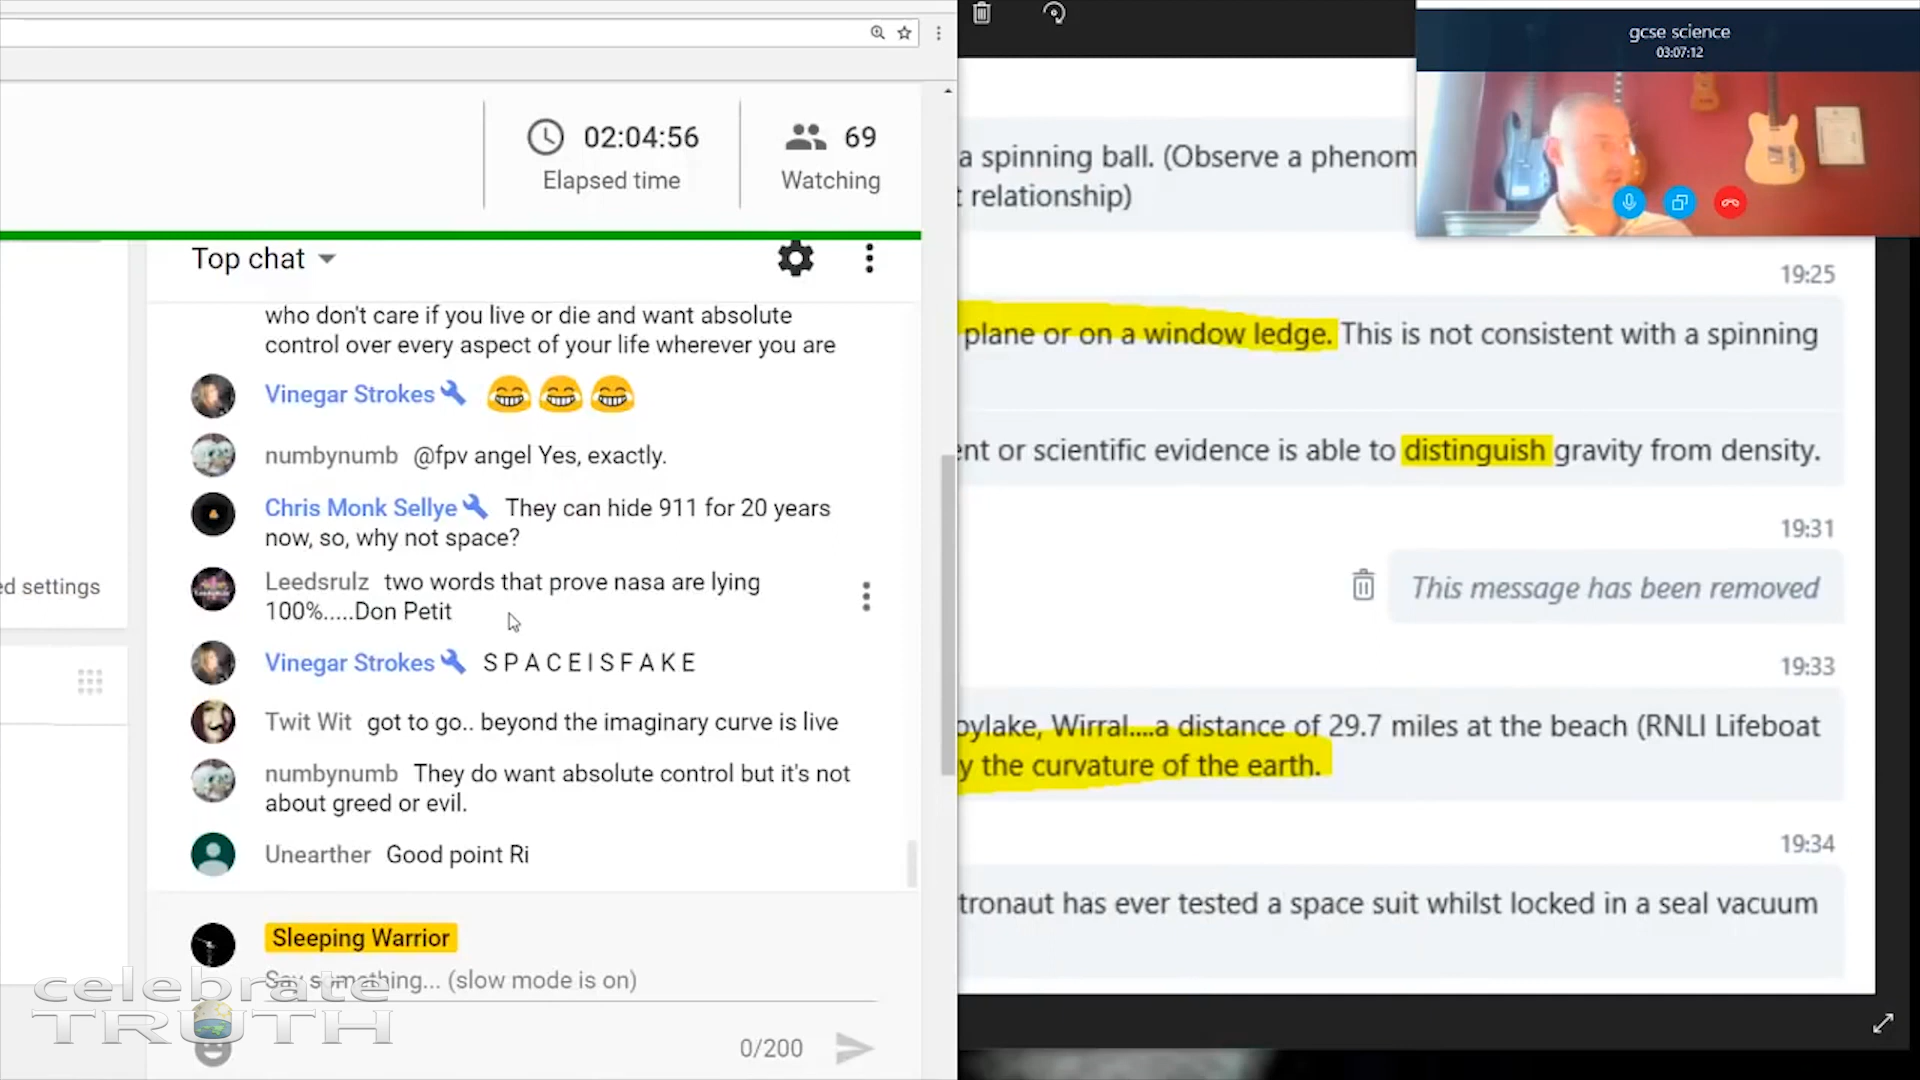 02:04:56
Elapsed time
69
Watching
Top chat
who don't care if you live or die and want absolute
control over every aspect of your life wherever you are
Vinegar Strokes
numbynumb @fpv angel Yes, exactly.
Chris Monk Sellye They can hide 911 for 20 years
now, so, why not space?
Leedsrulz two words that prove nasa are lying
100%.....Don Petit
Vinegar Strokes S P A C E I S F A K E
Twit Wit got to go.. beyond the imaginary curve is live
numbynumb They do want absolute control but it's not
about greed or evil.
Unearther Good point Ri
Sleeping Warrior
Say something... (slow mode is on)
0/200
ed settings
celebrate
TRUTH
gcse science
03:07:12
a spinning ball. (Observe a phenom
t relationship)
19:25
plane or on a window ledge. This is not consistent with a spinning
ent or scientific evidence is able to distinguish gravity from density.
19:31
This message has been removed
19:33
oylake, Wirral....a distance of 29.7 miles at the beach (RNLI Lifeboat
y the curvature of the earth.
19:34
tronaut has ever tested a space suit whilst locked in a seal vacuum